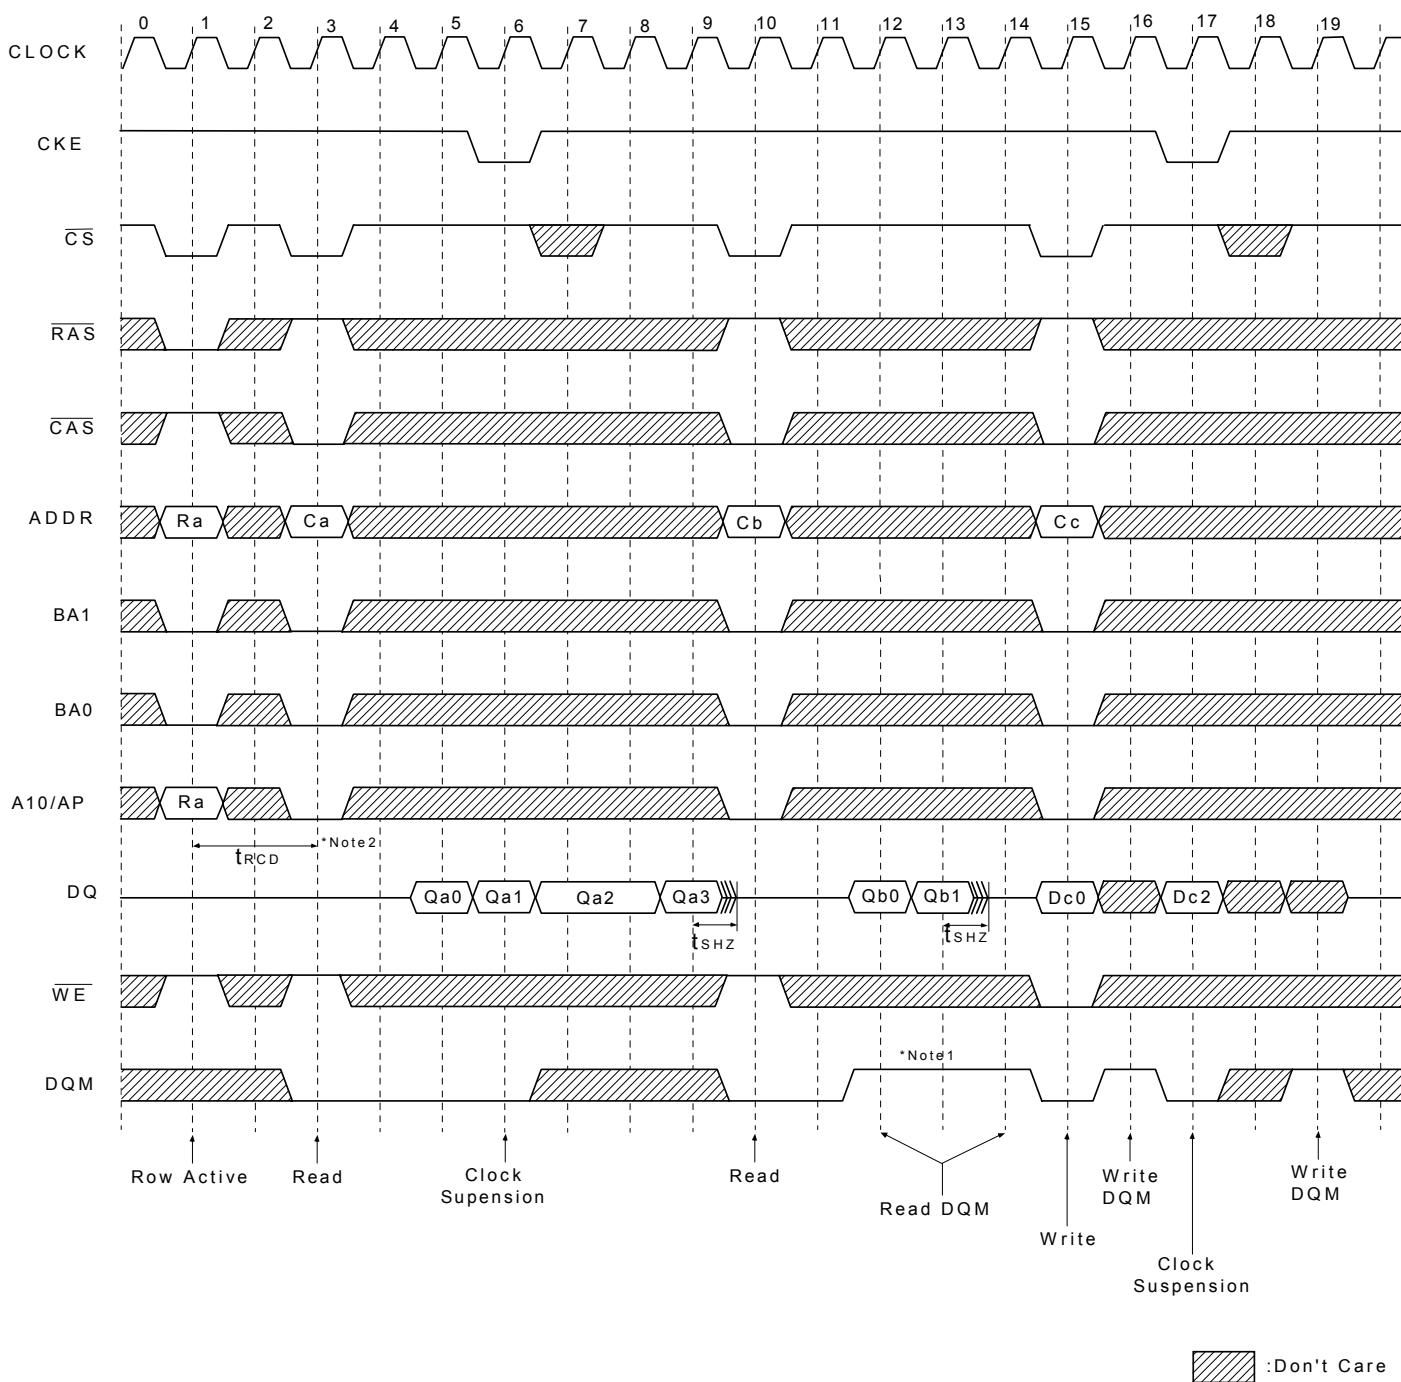 0 1 2 3 4 5 6 7 8 9 10 11 12 13 14 15 16 17 18 19
CLOCK
CKE
CS
RAS
CAS
ADDR Ra Ca Cb Cc
BA1
BA0
A10/AP Ra
tRCD *Note2
DQ Qa0 Qa1 Qa2 Qa3 Qb0 Qb1 Dc0 Dc2
tSHZ tSHZ
WE
*Note1
DQM
Row Active
Read
Clock
Supension
Read
Read DQM
Write
Write
DQM
Clock
Suspension
Write
DQM
:Don't Care